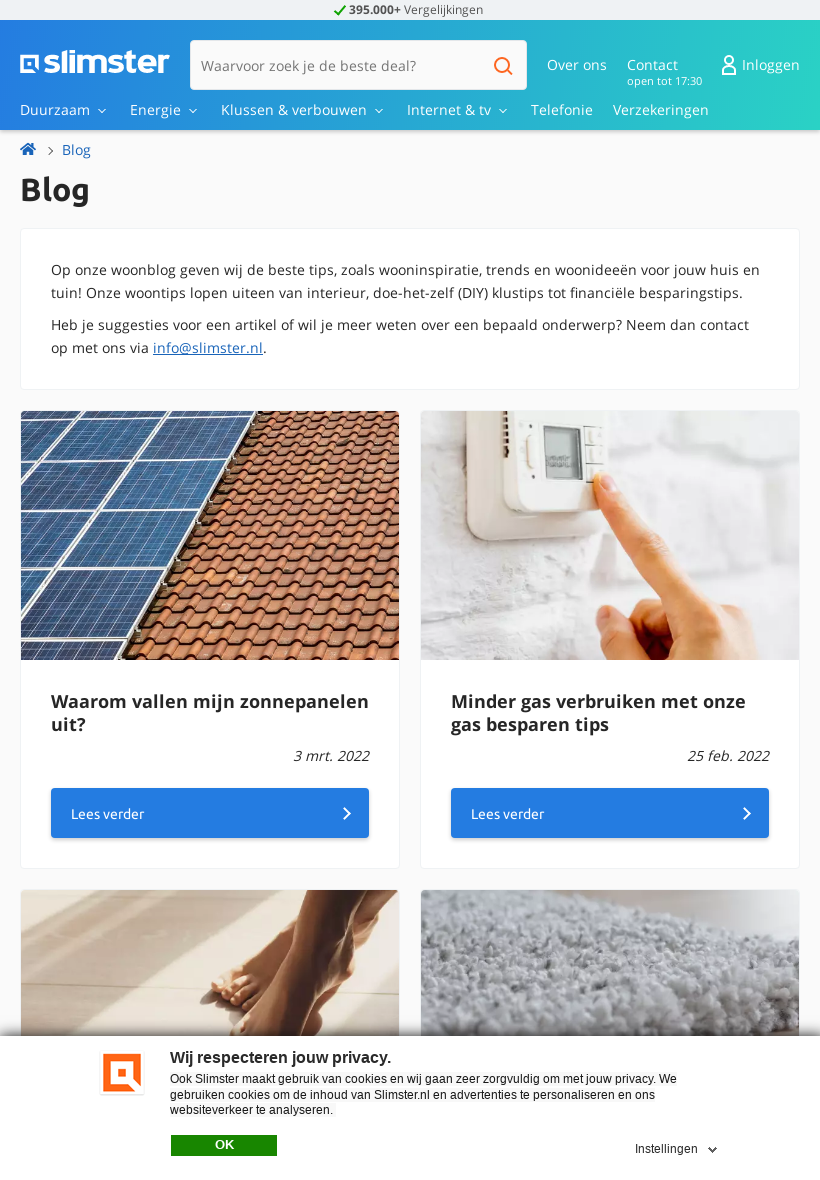 395.000+ Vergelijkingen
slimster
Waarvoor zoek je de beste deal?
Over ons
Contact
open tot 17:30
Inloggen
Duurzaam
Energie
Klussen & verbouwen
Internet & tv
Telefonie
Verzekeringen
Blog
Blog
Op onze woonblog geven wij de beste tips, zoals wooninspiratie, trends en woonideeën voor jouw huis en
tuin! Onze woontips lopen uiteen van interieur, doe-het-zelf (DIY) klustips tot financiële besparingstips.
Heb je suggesties voor een artikel of wil je meer weten over een bepaald onderwerp? Neem dan contact
op met ons via info@slimster.nl.
Waarom vallen mijn zonnepanelen
uit?
3 mrt. 2022
Lees verder
Minder gas verbruiken met onze
gas besparen tips
25 feb. 2022
Lees verder
Wij respecteren jouw privacy.
Ook Slimster maakt gebruik van cookies en wij gaan zeer zorgvuldig om met jouw privacy. We
gebruiken cookies om de inhoud van Slimster.nl en advertenties te personaliseren en ons
websiteverkeer te analyseren.
OK
Instellingen